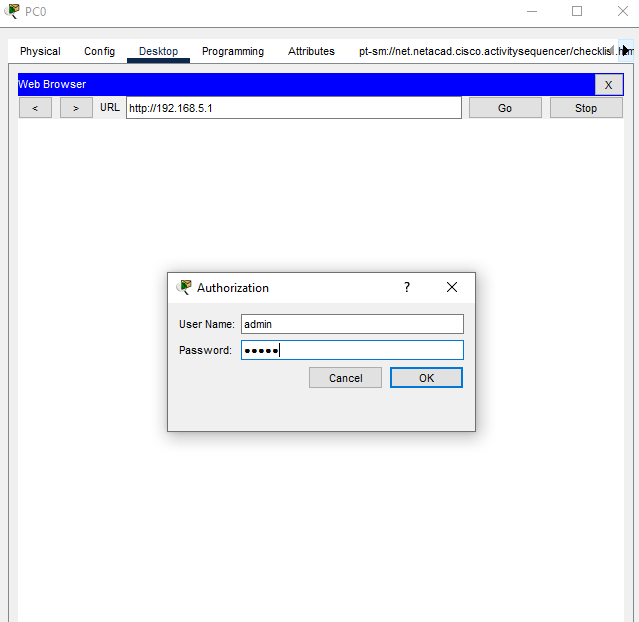 PC0
Physical Config Desktop Programming Attributes pt-sm://net.netacad.cisco.activitysequencer/checklist.htm
Web Browser X
< > URL http://192.168.5.1 Go Stop
Authorization ?
User Name: admin
Password: •••••
Cancel OK